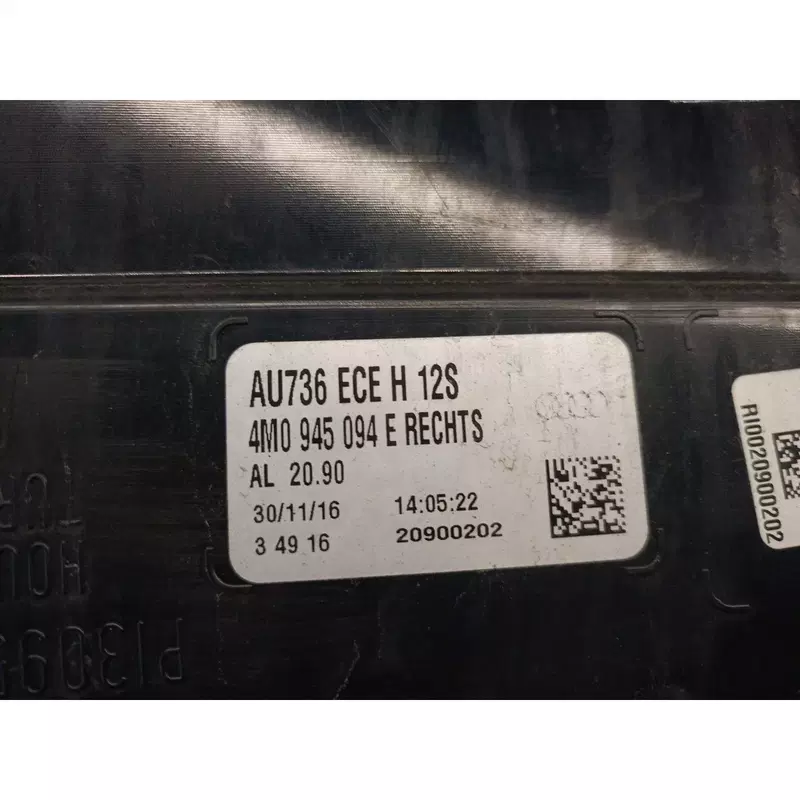 AU736 ECE H 12S
4M0 945 094 E RECHTS
AL 20.90
30/11/16 14:05:22
3 49 16 20900202
RI0020900202